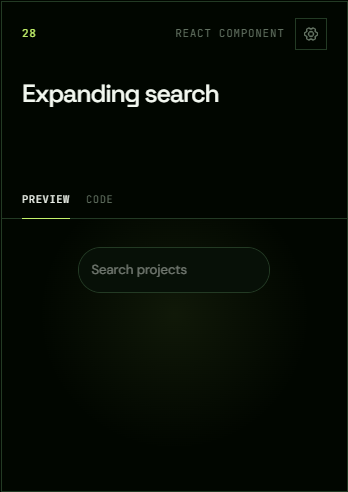 28
REACT COMPONENT
Expanding search
PREVIEW CODE
Search projects